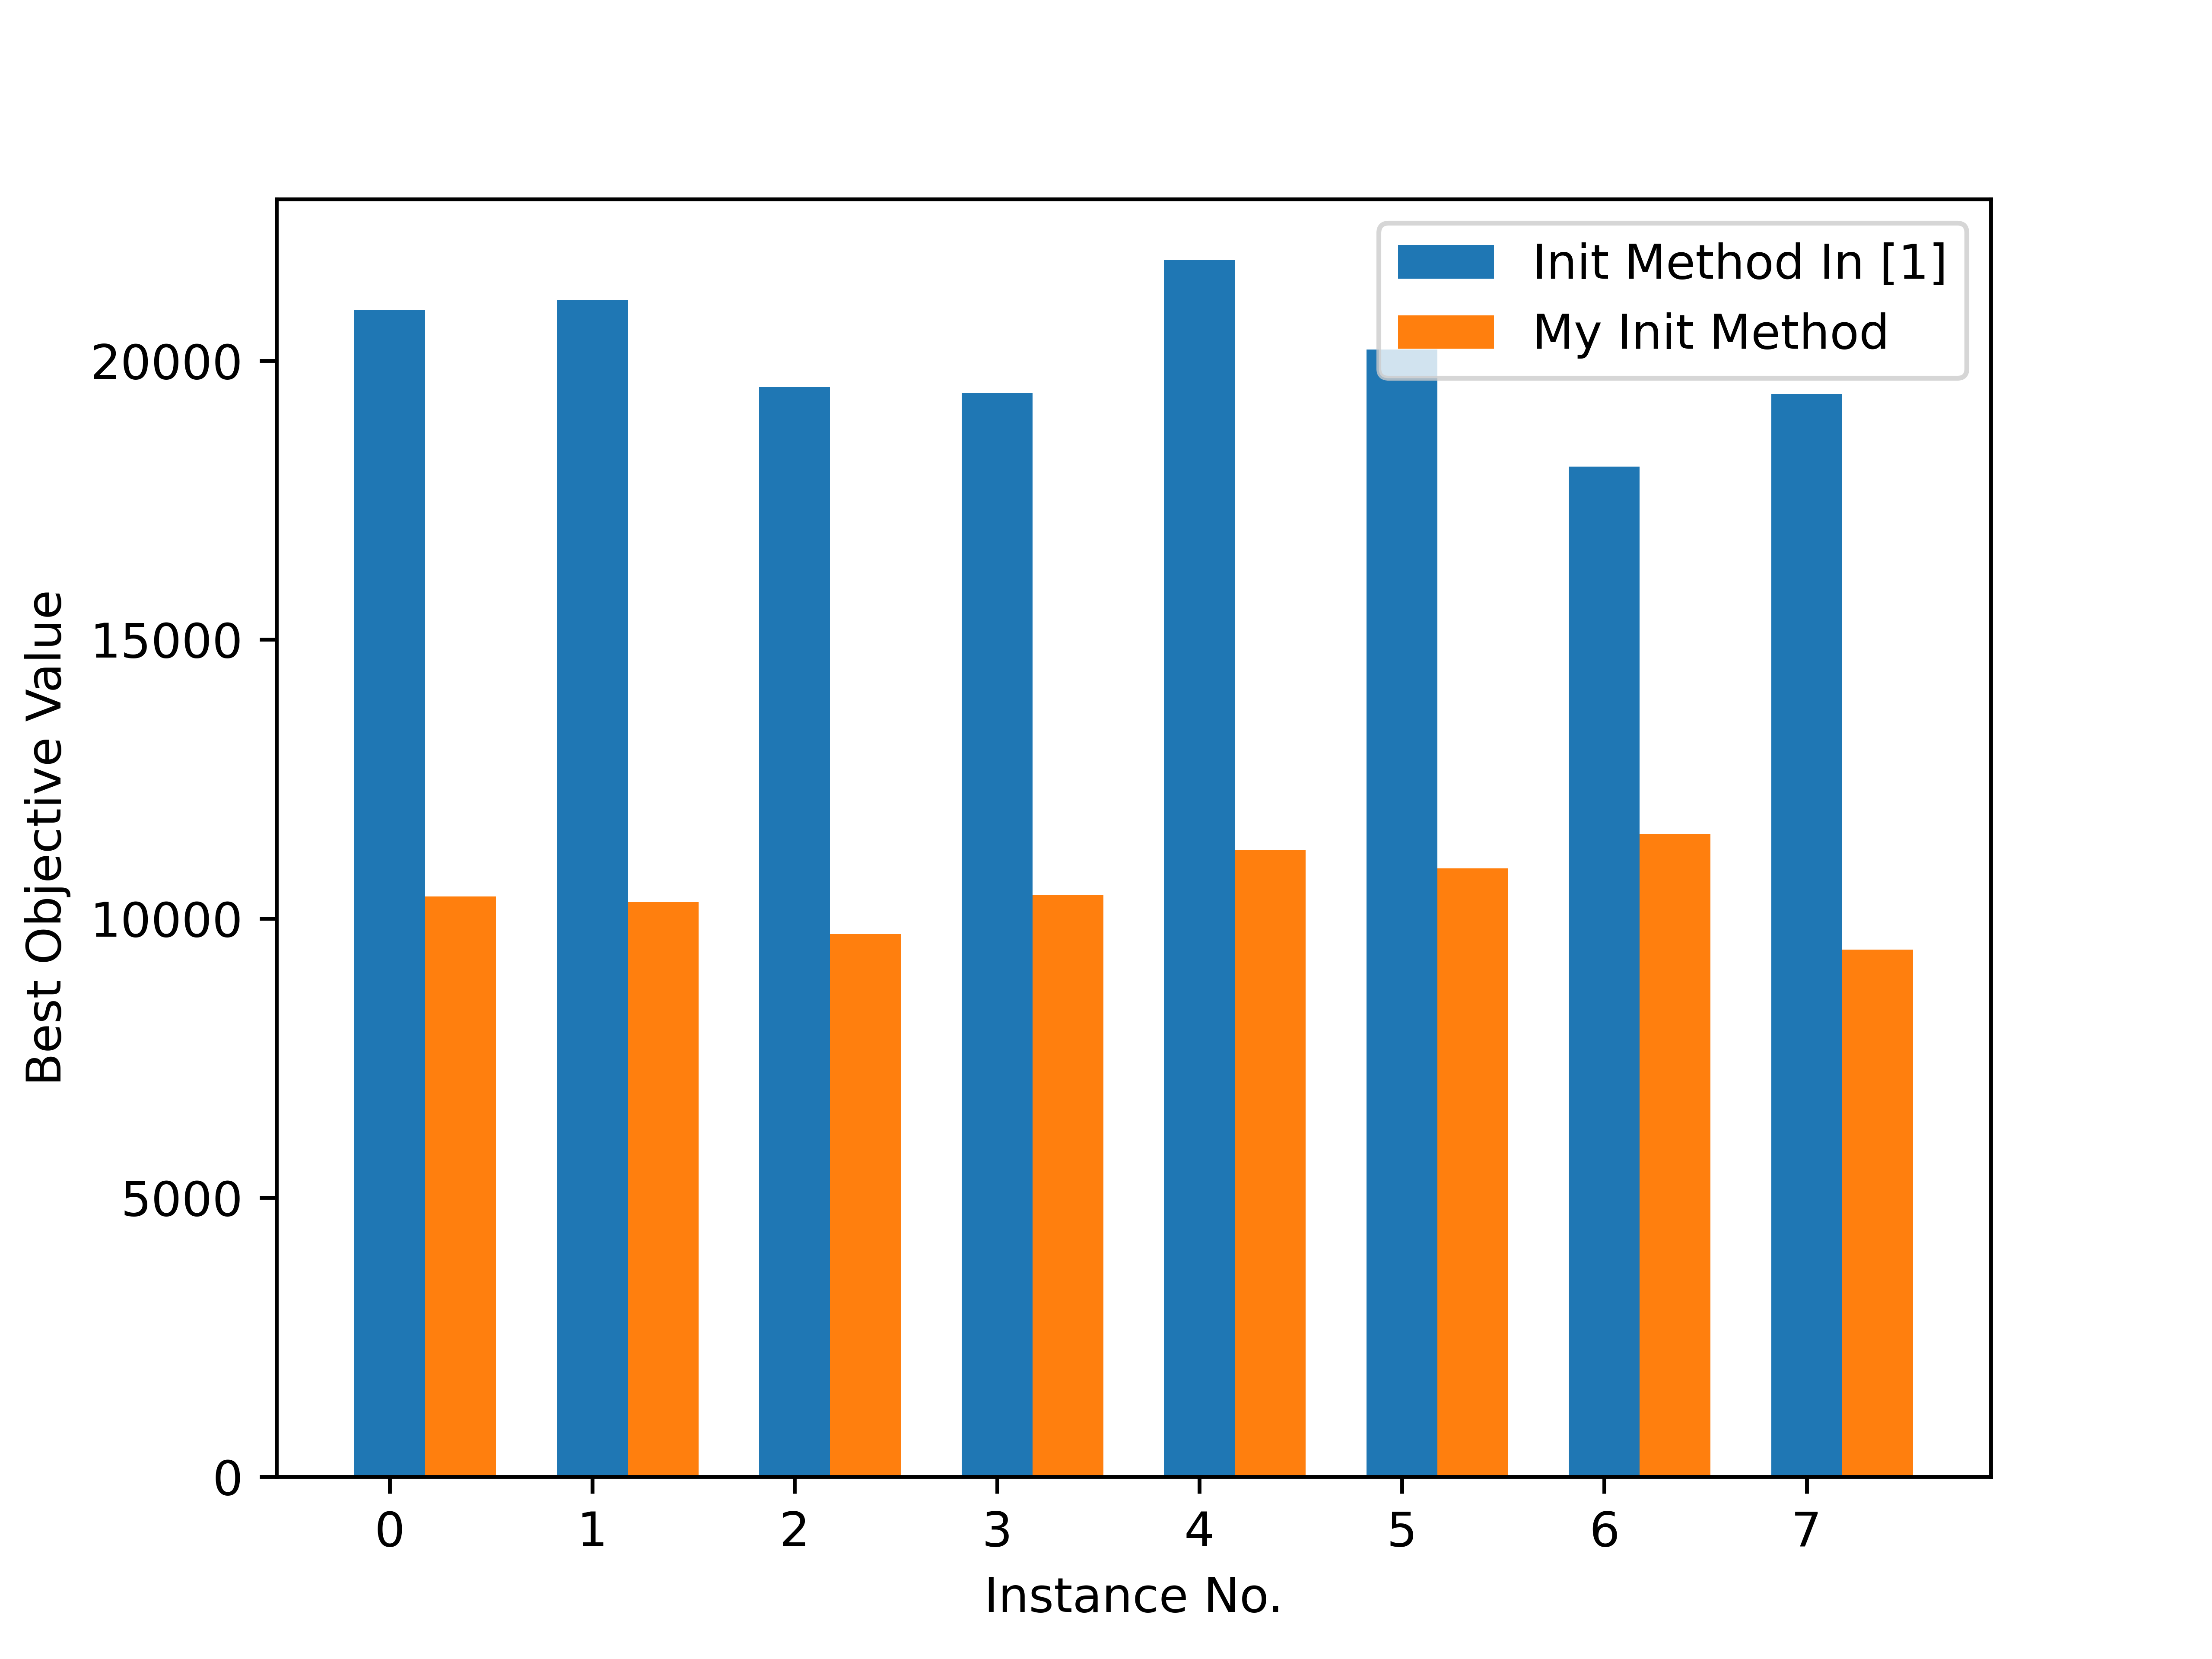 Init Method In [1]
My Init Method
20000
15000
10000
5000
0
Best Objective Value
0 1 2 3 4 5 6 7
Instance No.